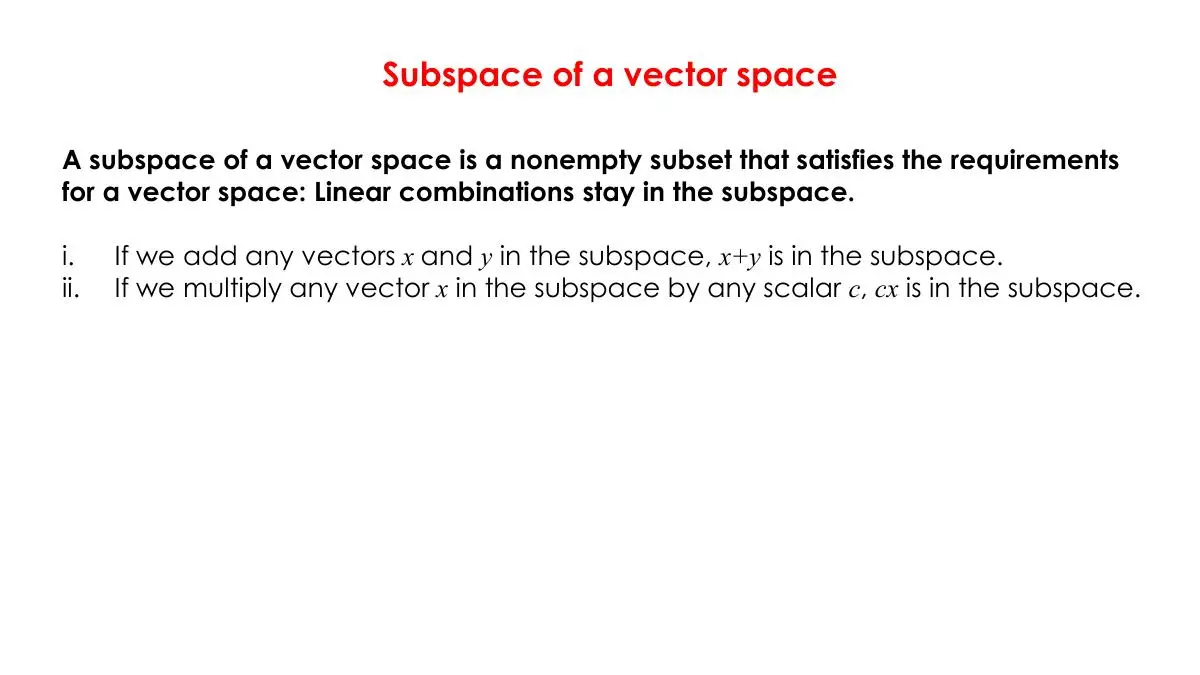 Subspace of a vector space
A subspace of a vector space is a nonempty subset that satisfies the requirements
for a vector space: Linear combinations stay in the subspace.
i. If we add any vectors x and y in the subspace, x+y is in the subspace.
ii. If we multiply any vector x in the subspace by any scalar c, cx is in the subspace.